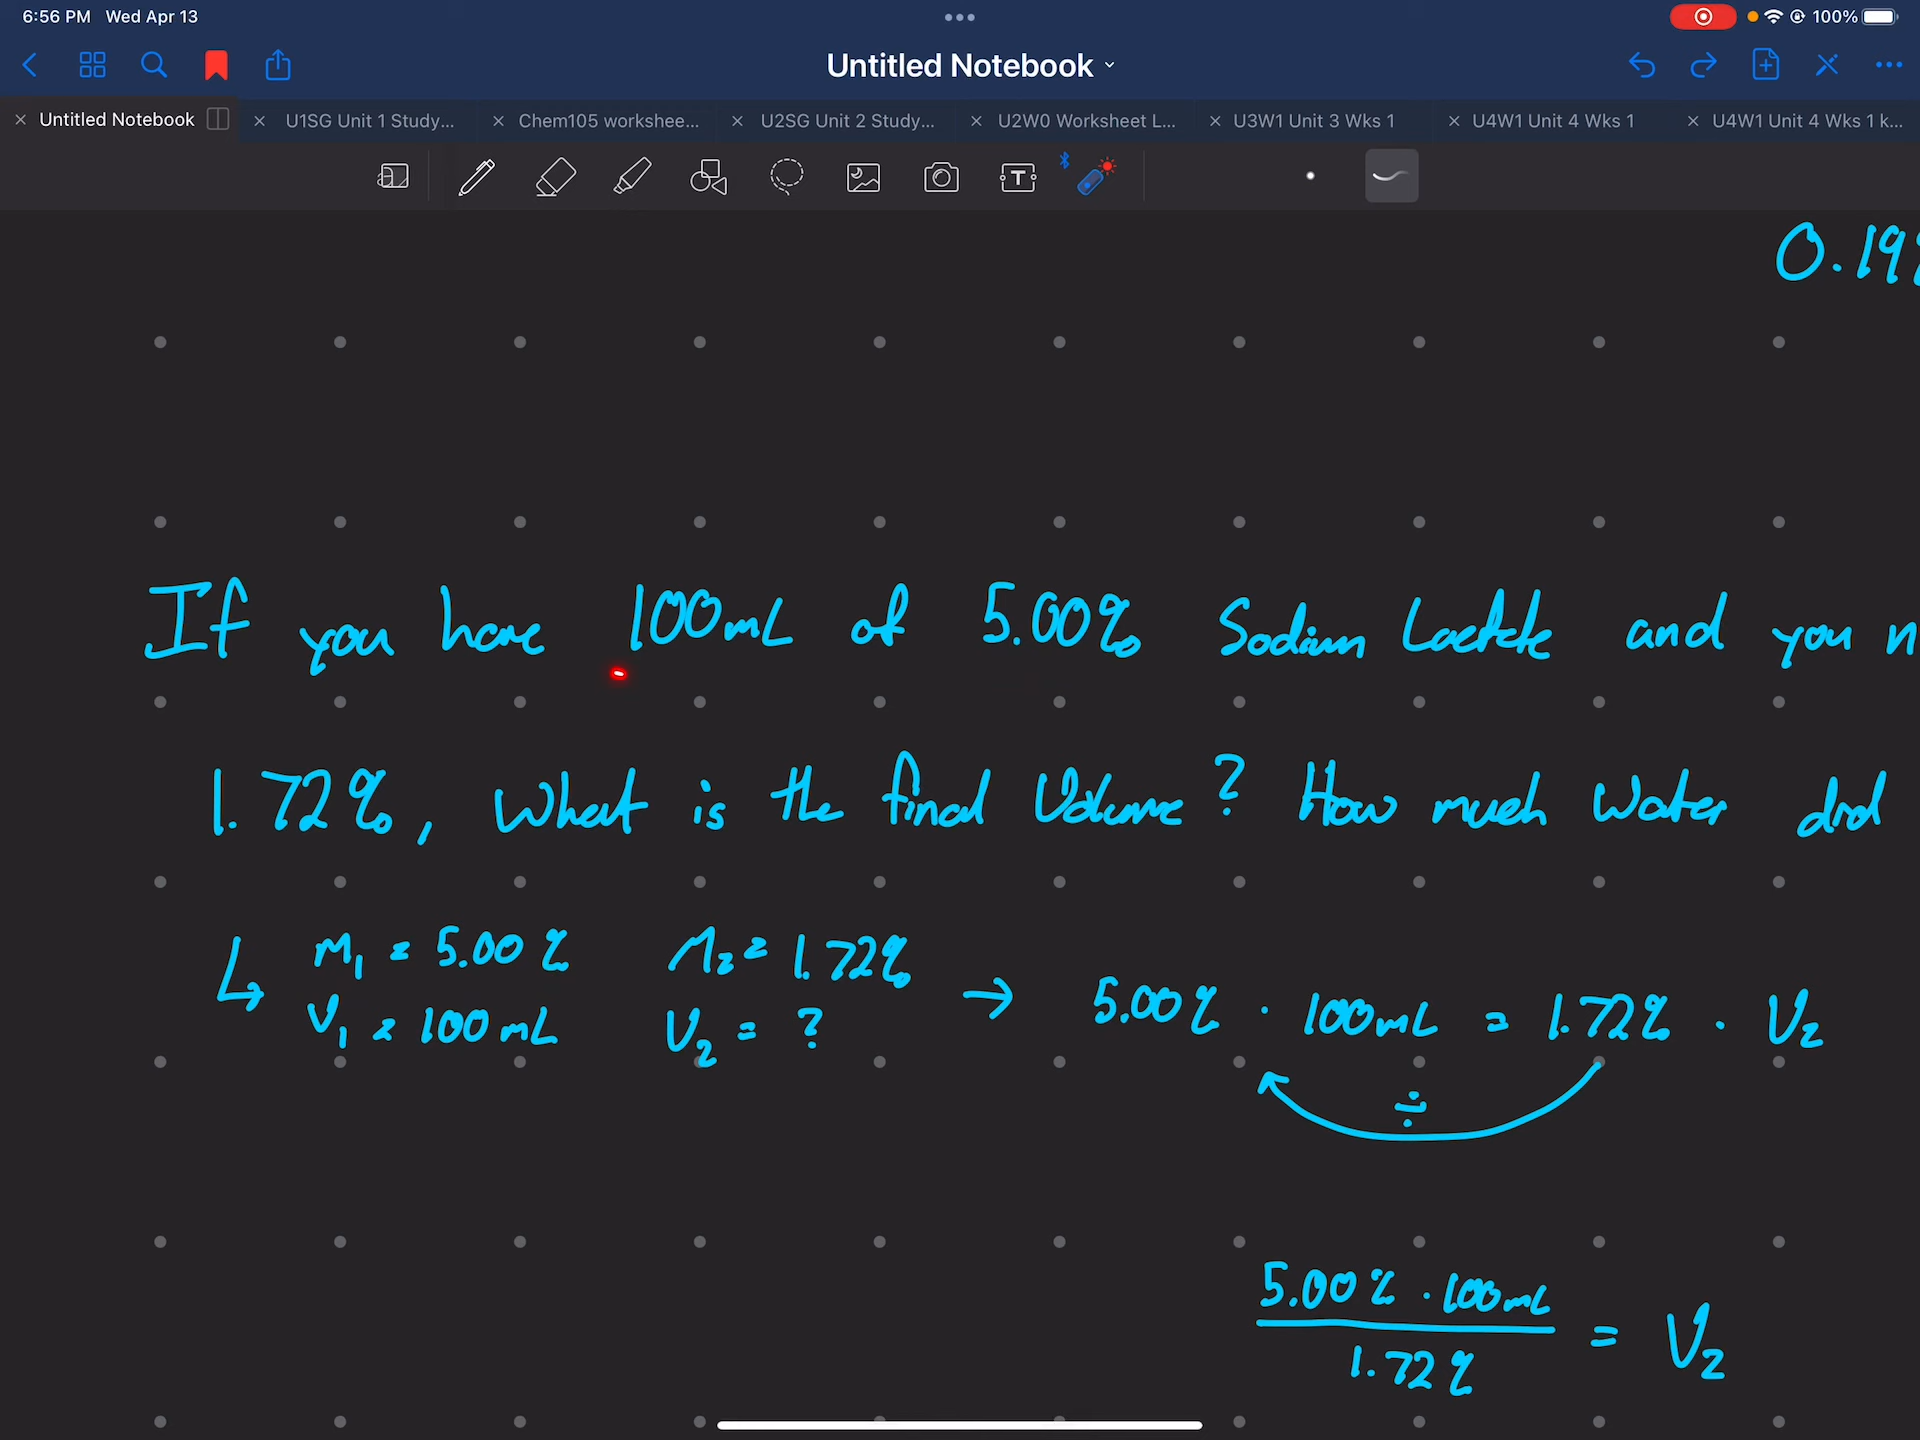 6:56 PM Wed Apr 13
100%
Untitled Notebook
Untitled Notebook
U1SG Unit 1 Study...
Chem105 workshee...
U2SG Unit 2 Study...
U2W0 Worksheet L...
U3W1 Unit 3 Wks 1
U4W1 Unit 4 Wks 1
U4W1 Unit 4 Wks 1 k...
0.19
If you have 100mL of 5.00% Sodium Lactate and you n
1.72%, What is the final Volume? How much Water did
↳ M₁ = 5.00% M₂ = 1.72%
V₁ = 100mL V₂ = ?
→ 5.00% · 100mL = 1.72% · V₂
÷
5.00% · 100mL
= V₂
1.72%